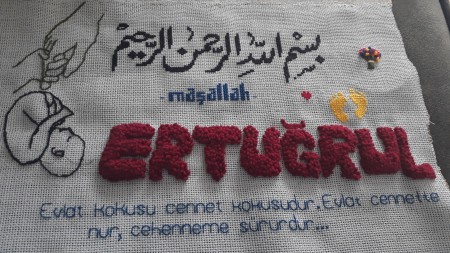 بسم الله الرحمن الرحيم
- maşallah -
ERTUĞRUL
Evlat kokusu cennet kokusudur. Evlat cennette
nur, cehenneme sürurdur...